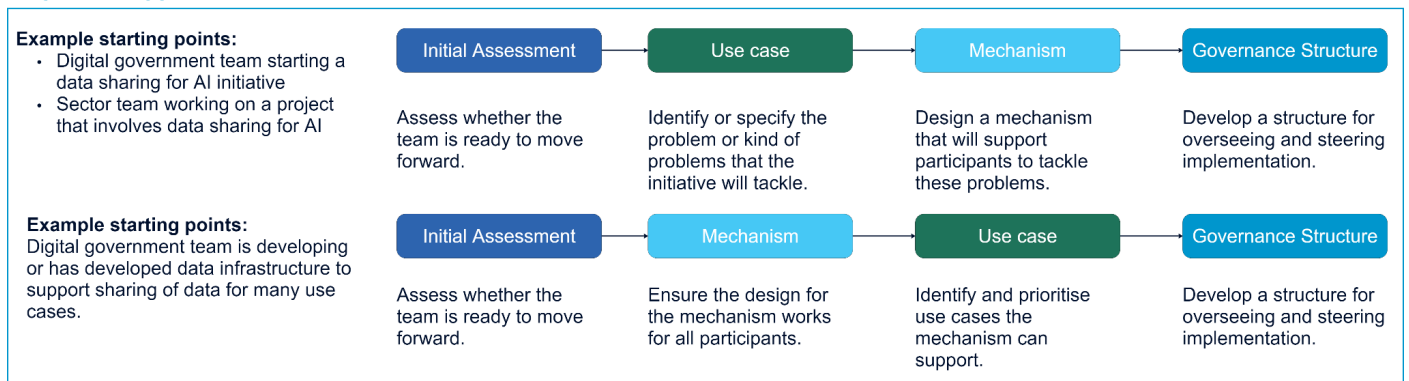 Example starting points:
• Digital government team starting a
data sharing for AI initiative
• Sector team working on a project
that involves data sharing for AI
Initial Assessment
Use case
Mechanism
Governance Structure
Assess whether the
team is ready to move
forward.
Identify or specify the
problem or kind of
problems that the
initiative will tackle.
Design a mechanism
that will support
participants to tackle
these problems.
Develop a structure for
overseeing and steering
implementation.
Example starting points:
Digital government team is developing
or has developed data infrastructure to
support sharing of data for many use
cases.
Initial Assessment
Mechanism
Use case
Governance Structure
Assess whether the
team is ready to move
forward.
Ensure the design for
the mechanism works
for all participants.
Identify and prioritise
use cases the
mechanism can
support.
Develop a structure for
overseeing and steering
implementation.